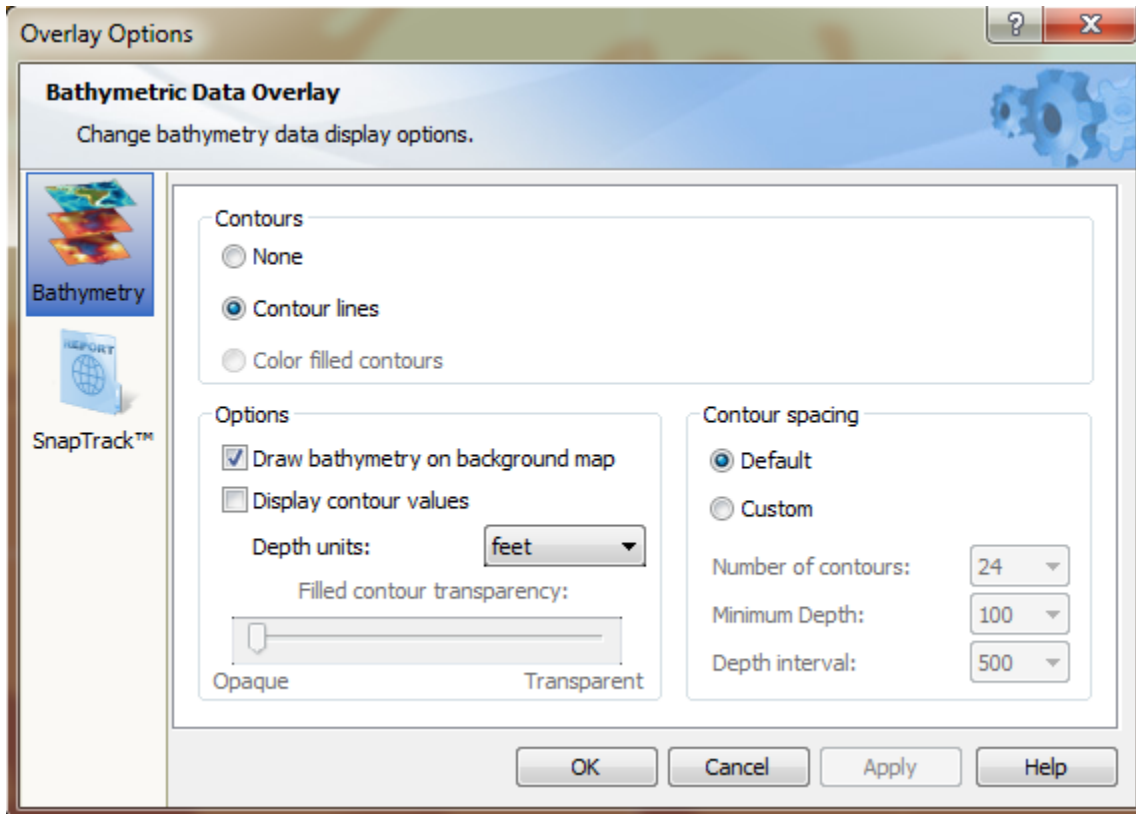 Overlay Options
Bathymetric Data Overlay
Change bathymetry data display options.
Bathymetry
REPORT
SnapTrack™
Contours
None
Contour lines
Color filled contours
Options
Draw bathymetry on background map
Display contour values
Depth units: feet
Filled contour transparency:
Opaque Transparent
Contour spacing
Default
Custom
Number of contours: 24
Minimum Depth: 100
Depth interval: 500
OK Cancel Apply Help